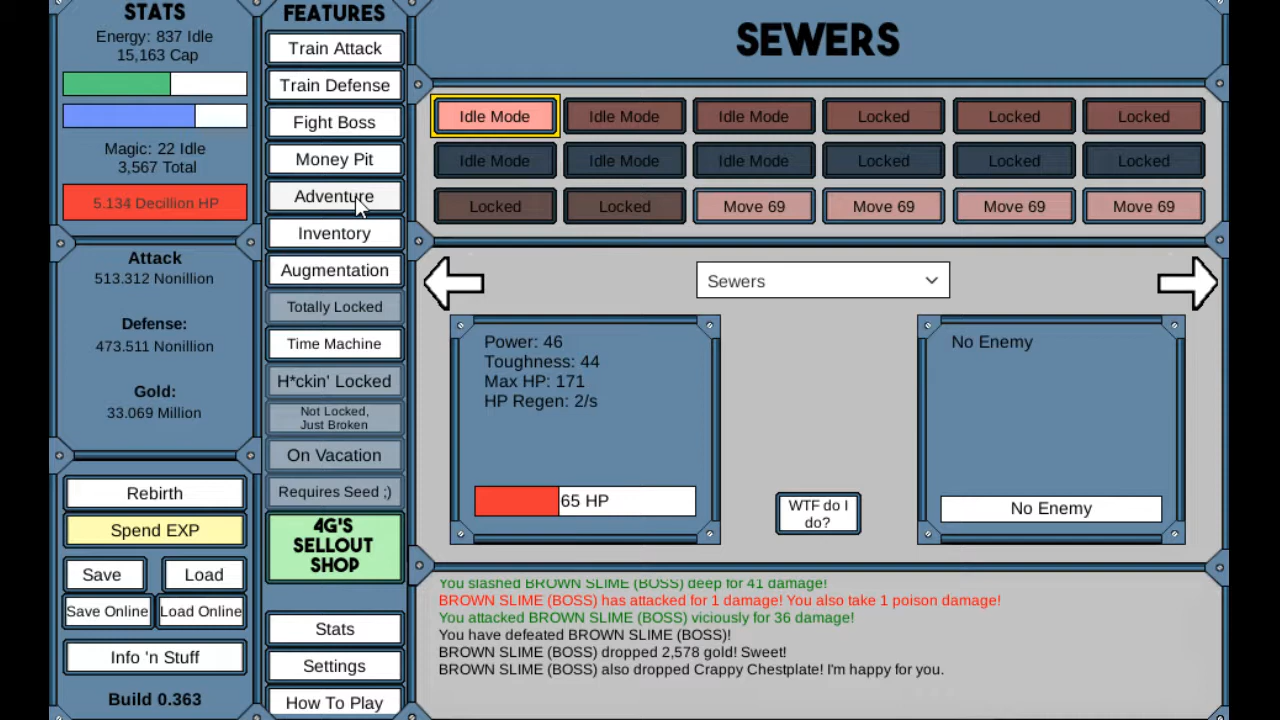 STATS
Energy: 837 Idle
15,163 Cap
Magic: 22 Idle
3,567 Total
5.134 Decillion HP
Attack
513.312 Nonillion
Defense:
473.511 Nonillion
Gold:
33.069 Million
Rebirth
Spend EXP
Save
Load
Save Online
Load Online
Info 'n Stuff
Build 0.363
FEATURES
Train Attack
Train Defense
Fight Boss
Money Pit
Adventure
Inventory
Augmentation
Totally Locked
Time Machine
H*ckin' Locked
Not Locked,
Just Broken
On Vacation
Requires Seed ;)
4G'S
SELLOUT
SHOP
Stats
Settings
How To Play
SEWERS
Idle Mode
Idle Mode
Idle Mode
Locked
Locked
Locked
Idle Mode
Idle Mode
Idle Mode
Locked
Locked
Locked
Locked
Locked
Move 69
Move 69
Move 69
Move 69
Sewers
Power: 46
Toughness: 44
Max HP: 171
HP Regen: 2/s
65 HP
WTF do I
do?
No Enemy
No Enemy
You slashed BROWN SLIME (BOSS) deep for 41 damage!
BROWN SLIME (BOSS) has attacked for 1 damage! You also take 1 poison damage!
You attacked BROWN SLIME (BOSS) viciously for 36 damage!
You have defeated BROWN SLIME (BOSS)!
BROWN SLIME (BOSS) dropped 2,578 gold! Sweet!
BROWN SLIME (BOSS) also dropped Crappy Chestplate! I'm happy for you.